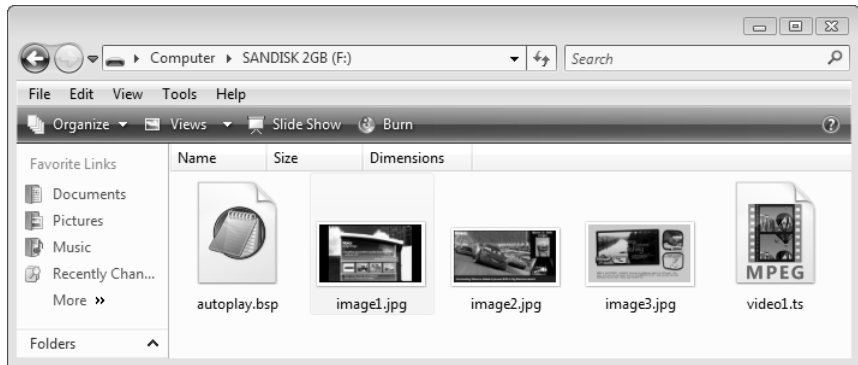 Computer SANDISK 2GB (F:) Search
File Edit View Tools Help
Organize Views Slide Show Burn
Favorite Links
Documents
Pictures
Music
Recently Chan...
More
Folders
Name Size Dimensions
autoplay.bsp image1.jpg image2.jpg image3.jpg video1.ts
MPEG